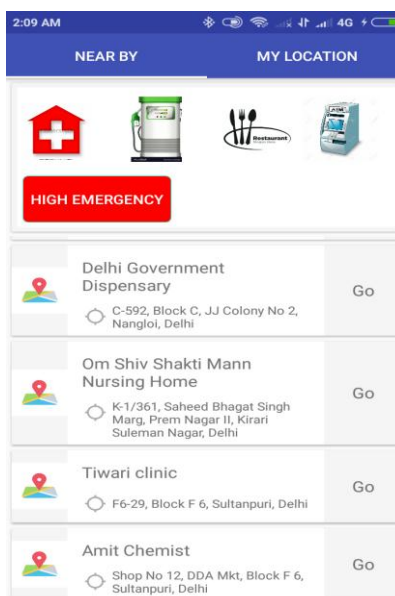 2:09 AM 4G
NEAR BY MY LOCATION
Restaurant
HIGH EMERGENCY
Delhi Government
Dispensary
C-592, Block C, JJ Colony No 2,
Nangloi, Delhi
Go
Om Shiv Shakti Mann
Nursing Home
K-1/361, Saheed Bhagat Singh
Marg, Prem Nagar II, Kirari
Suleman Nagar, Delhi
Go
Tiwari clinic
F6-29, Block F 6, Sultanpuri, Delhi
Go
Amit Chemist
Shop No 12, DDA Mkt, Block F 6,
Sultanpuri, Delhi
Go